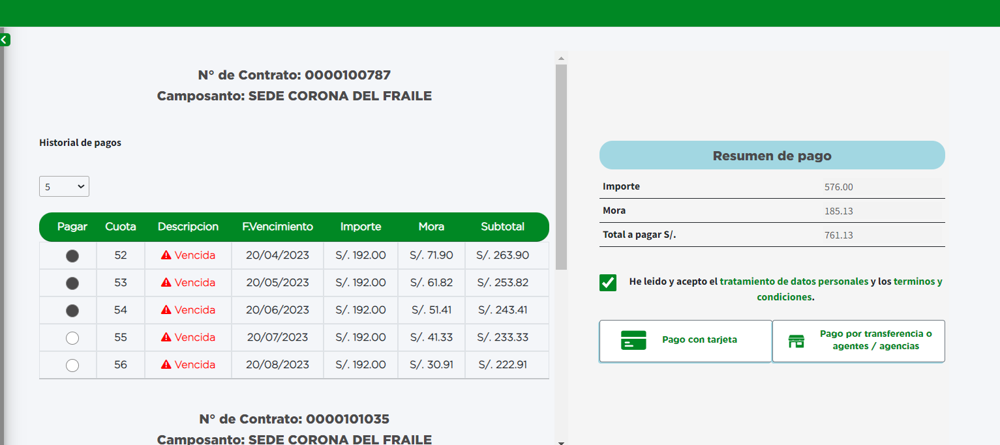 N° de Contrato: 0000100787
Camposanto: SEDE CORONA DEL FRAILE
Historial de pagos
5
Pagar Cuota Descripcion F.Vencimiento Importe Mora Subtotal
52 Vencida 20/04/2023 S/. 192.00 S/. 71.90 S/. 263.90
53 Vencida 20/05/2023 S/. 192.00 S/. 61.82 S/. 253.82
54 Vencida 20/06/2023 S/. 192.00 S/. 51.41 S/. 243.41
55 Vencida 20/07/2023 S/. 192.00 S/. 41.33 S/. 233.33
56 Vencida 20/08/2023 S/. 192.00 S/. 30.91 S/. 222.91
N° de Contrato: 0000101035
Camposanto: SEDE CORONA DEL FRAILE
Resumen de pago
Importe 576.00
Mora 185.13
Total a pagar S/. 761.13
He leido y acepto el tratamiento de datos personales y los terminos y
condiciones.
Pago con tarjeta
Pago por transferencia o
agentes / agencias